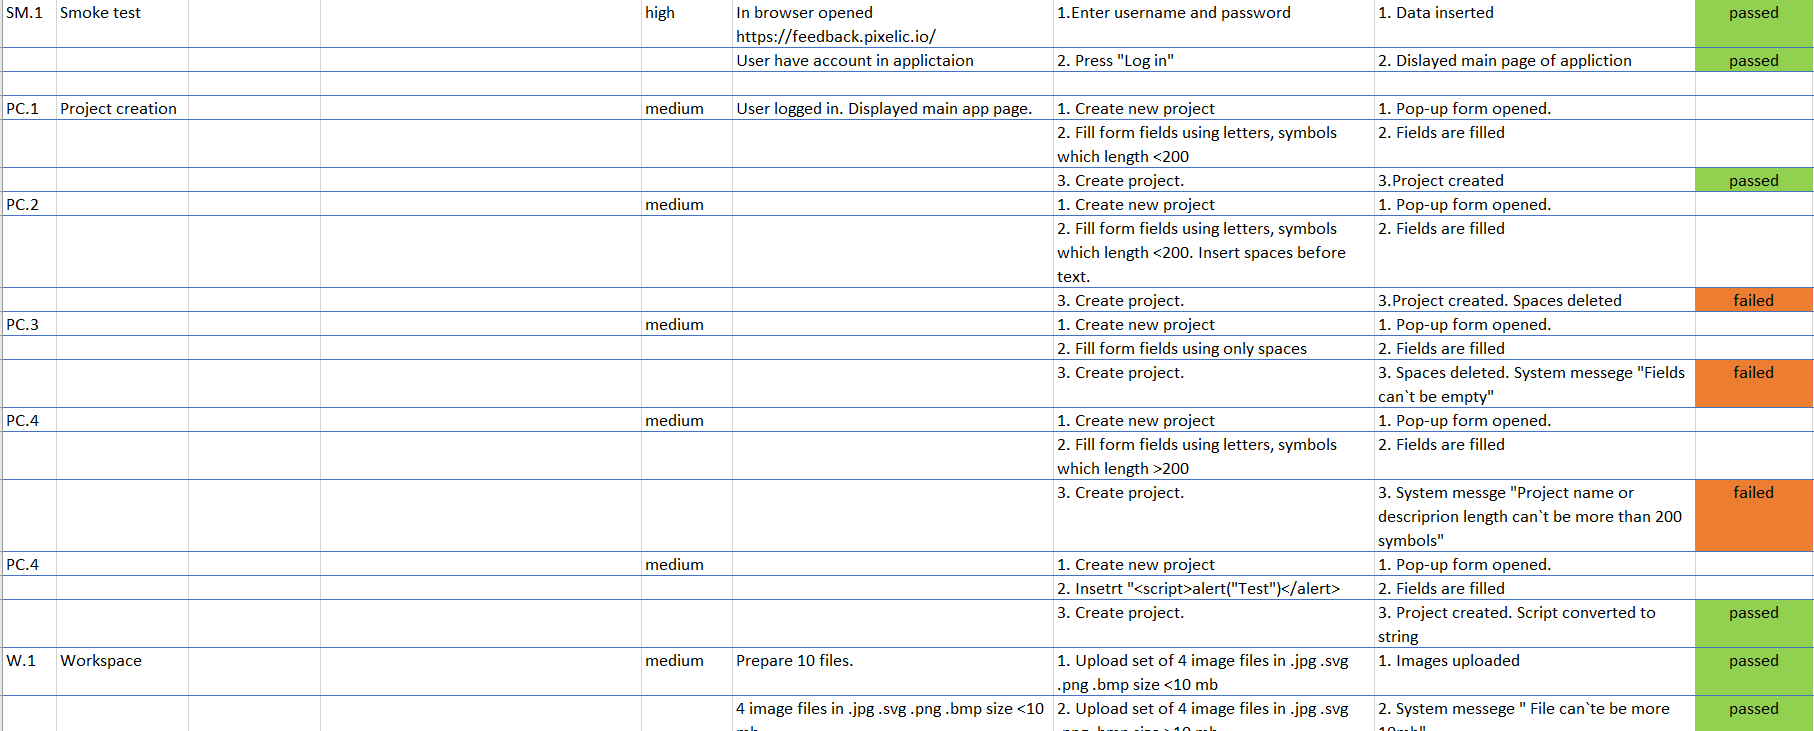 SM.1 Smoke test high In browser opened 1.Enter username and password 1. Data inserted passed
https://feedback.pixelic.io/
User have account in applictaion 2. Press "Log in" 2. Dislayed main page of appliction passed
PC.1 Project creation medium User logged in. Displayed main app page. 1. Create new project 1. Pop-up form opened.
2. Fill form fields using letters, symbols 2. Fields are filled
which length <200
3. Create project. 3.Project created passed
PC.2 medium 1. Create new project 1. Pop-up form opened.
2. Fill form fields using letters, symbols 2. Fields are filled
which length <200. Insert spaces before
text.
3. Create project. 3.Project created. Spaces deleted failed
PC.3 medium 1. Create new project 1. Pop-up form opened.
2. Fill form fields using only spaces 2. Fields are filled
3. Create project. 3. Spaces deleted. System messege "Fields failed
can`t be empty"
PC.4 medium 1. Create new project 1. Pop-up form opened.
2. Fill form fields using letters, symbols 2. Fields are filled
which length >200
3. Create project. 3. System messge "Project name or failed
descriprion length can`t be more than 200
symbols"
PC.4 medium 1. Create new project 1. Pop-up form opened.
2. Insetrt "<script>alert("Test")</alert> 2. Fields are filled
3. Create project. 3. Project created. Script converted to passed
string
W.1 Workspace medium Prepare 10 files. 1. Upload set of 4 image files in .jpg .svg 1. Images uploaded passed
.png .bmp size <10 mb
4 image files in .jpg .svg .png .bmp size <10 2. Upload set of 4 image files in .jpg .svg 2. System messege " File can`te be more passed